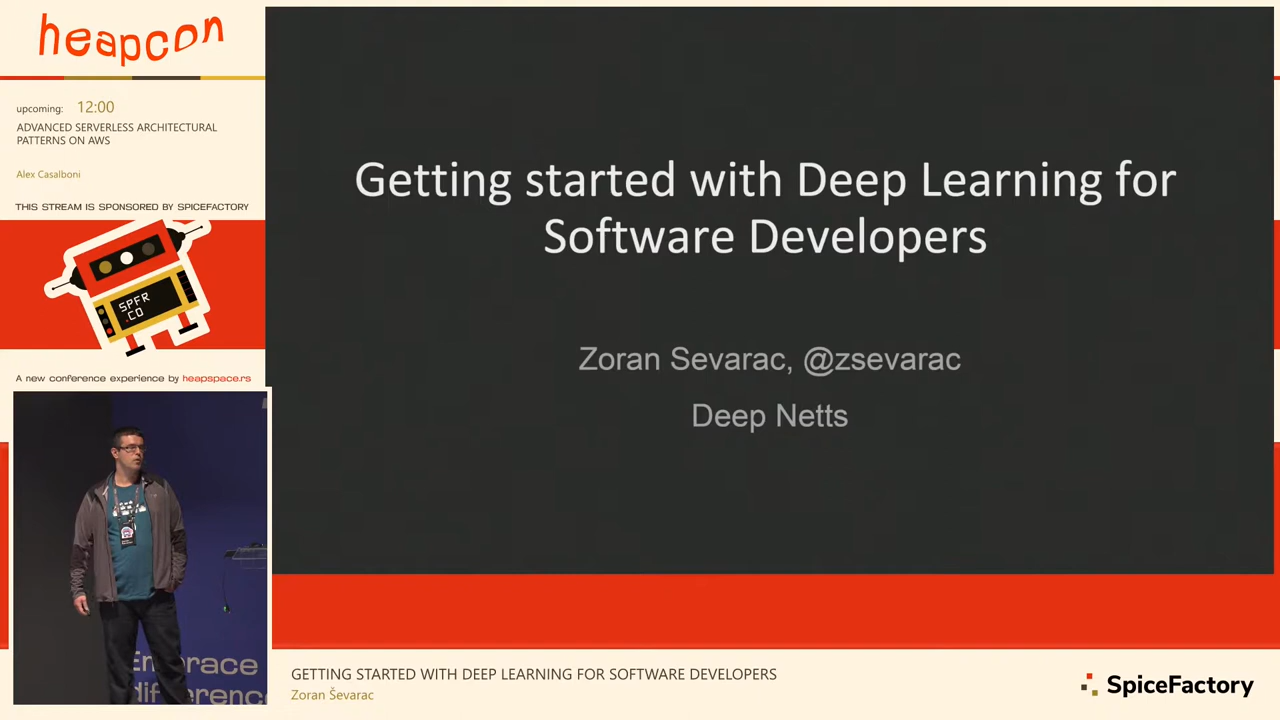 heapcon
upcoming: 12:00
ADVANCED SERVERLESS ARCHITECTURAL
PATTERNS ON AWS
Alex Casalboni
THIS STREAM IS SPONSORED BY SPICEFACTORY
SPFR
.CO
A new conference experience by heapspace.rs
Getting started with Deep Learning for
Software Developers
Zoran Sevarac, @zsevarac
Deep Netts
Embrace
difference
GETTING STARTED WITH DEEP LEARNING FOR SOFTWARE DEVELOPERS
Zoran Ševarac
SpiceFactory